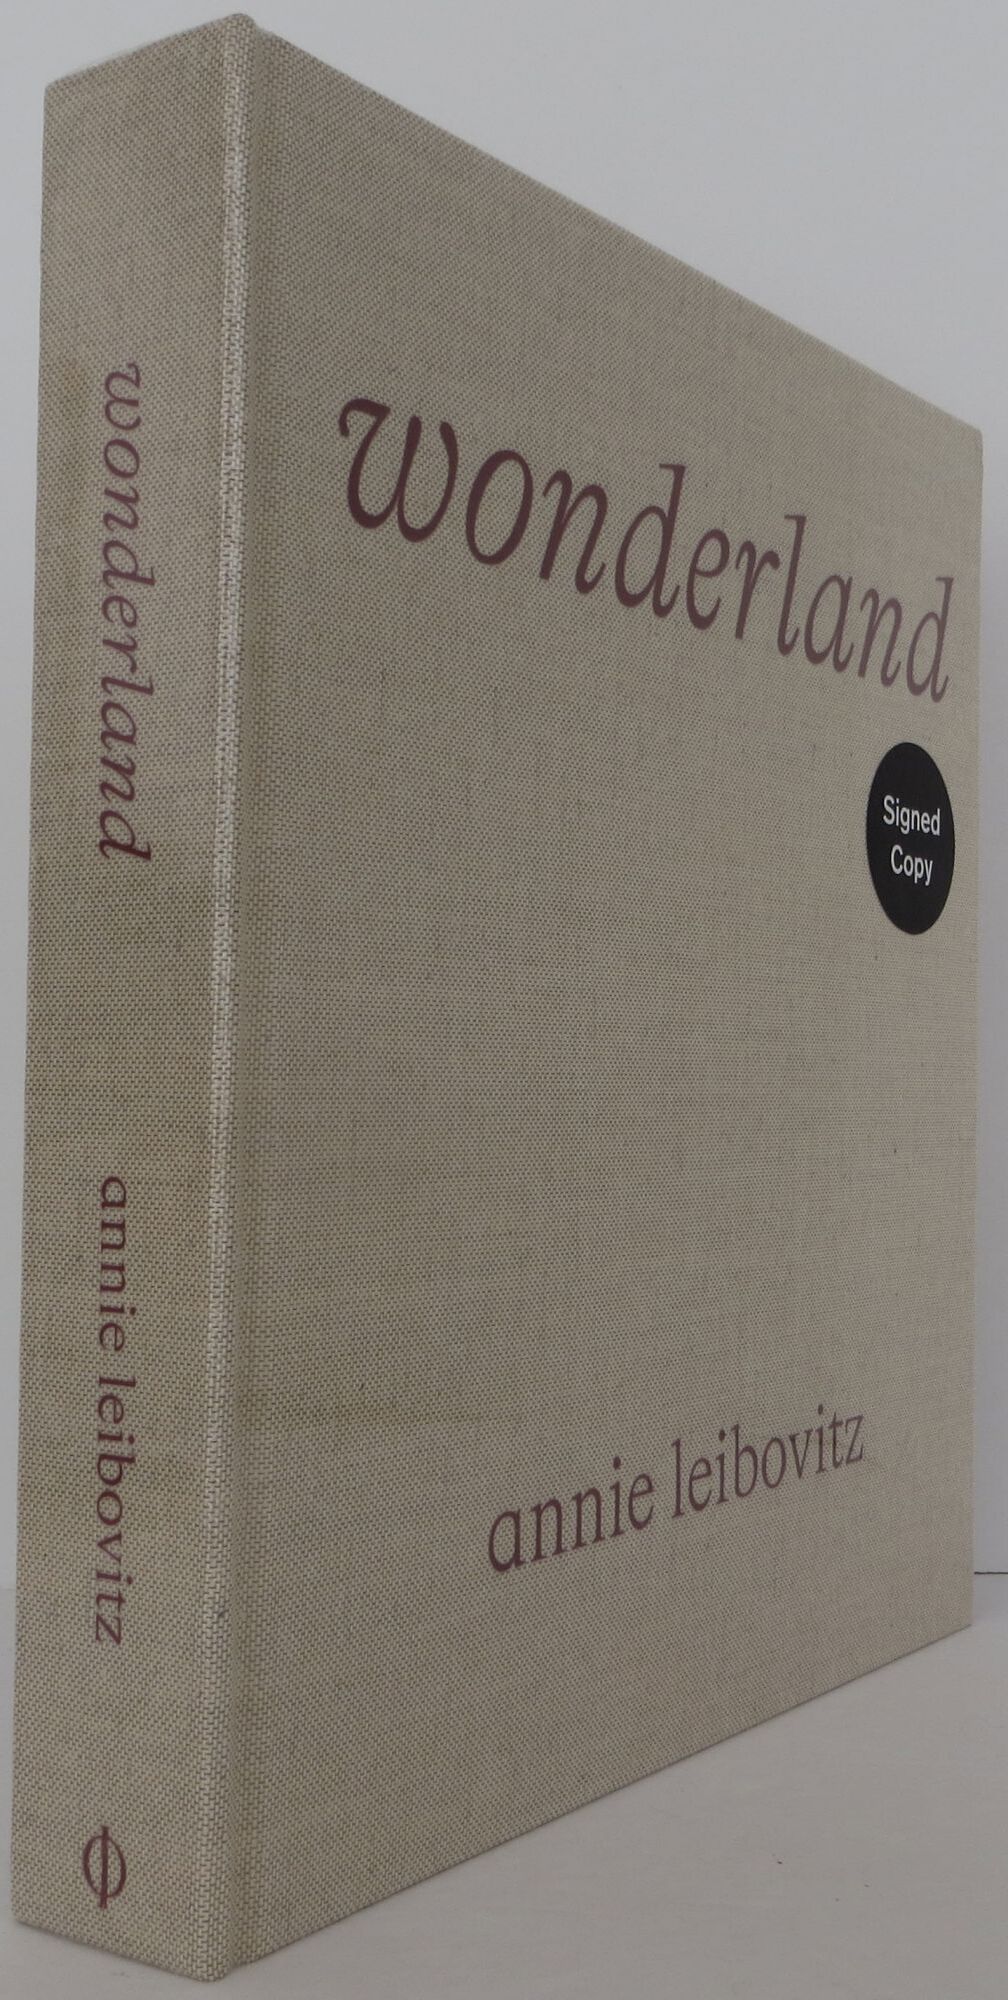 wonderland
annie leibovitz
wonderland
Signed
Copy
annie leibovitz